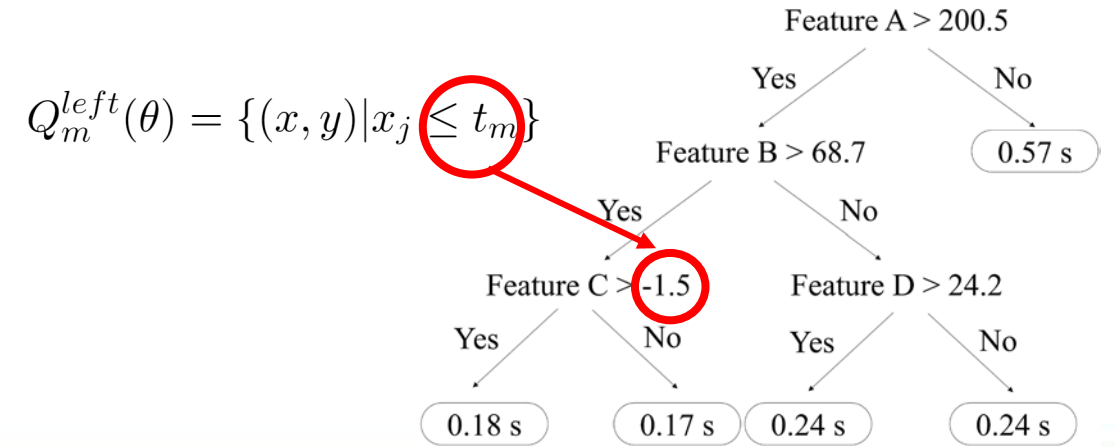 Feature A > 200.5
Yes No
Q_m^{left}(θ) = {(x, y)|x_j ≤ t_m}
Feature B > 68.7 0.57 s
Yes No
Feature C > -1.5 Feature D > 24.2
Yes No Yes No
0.18 s 0.17 s 0.24 s 0.24 s